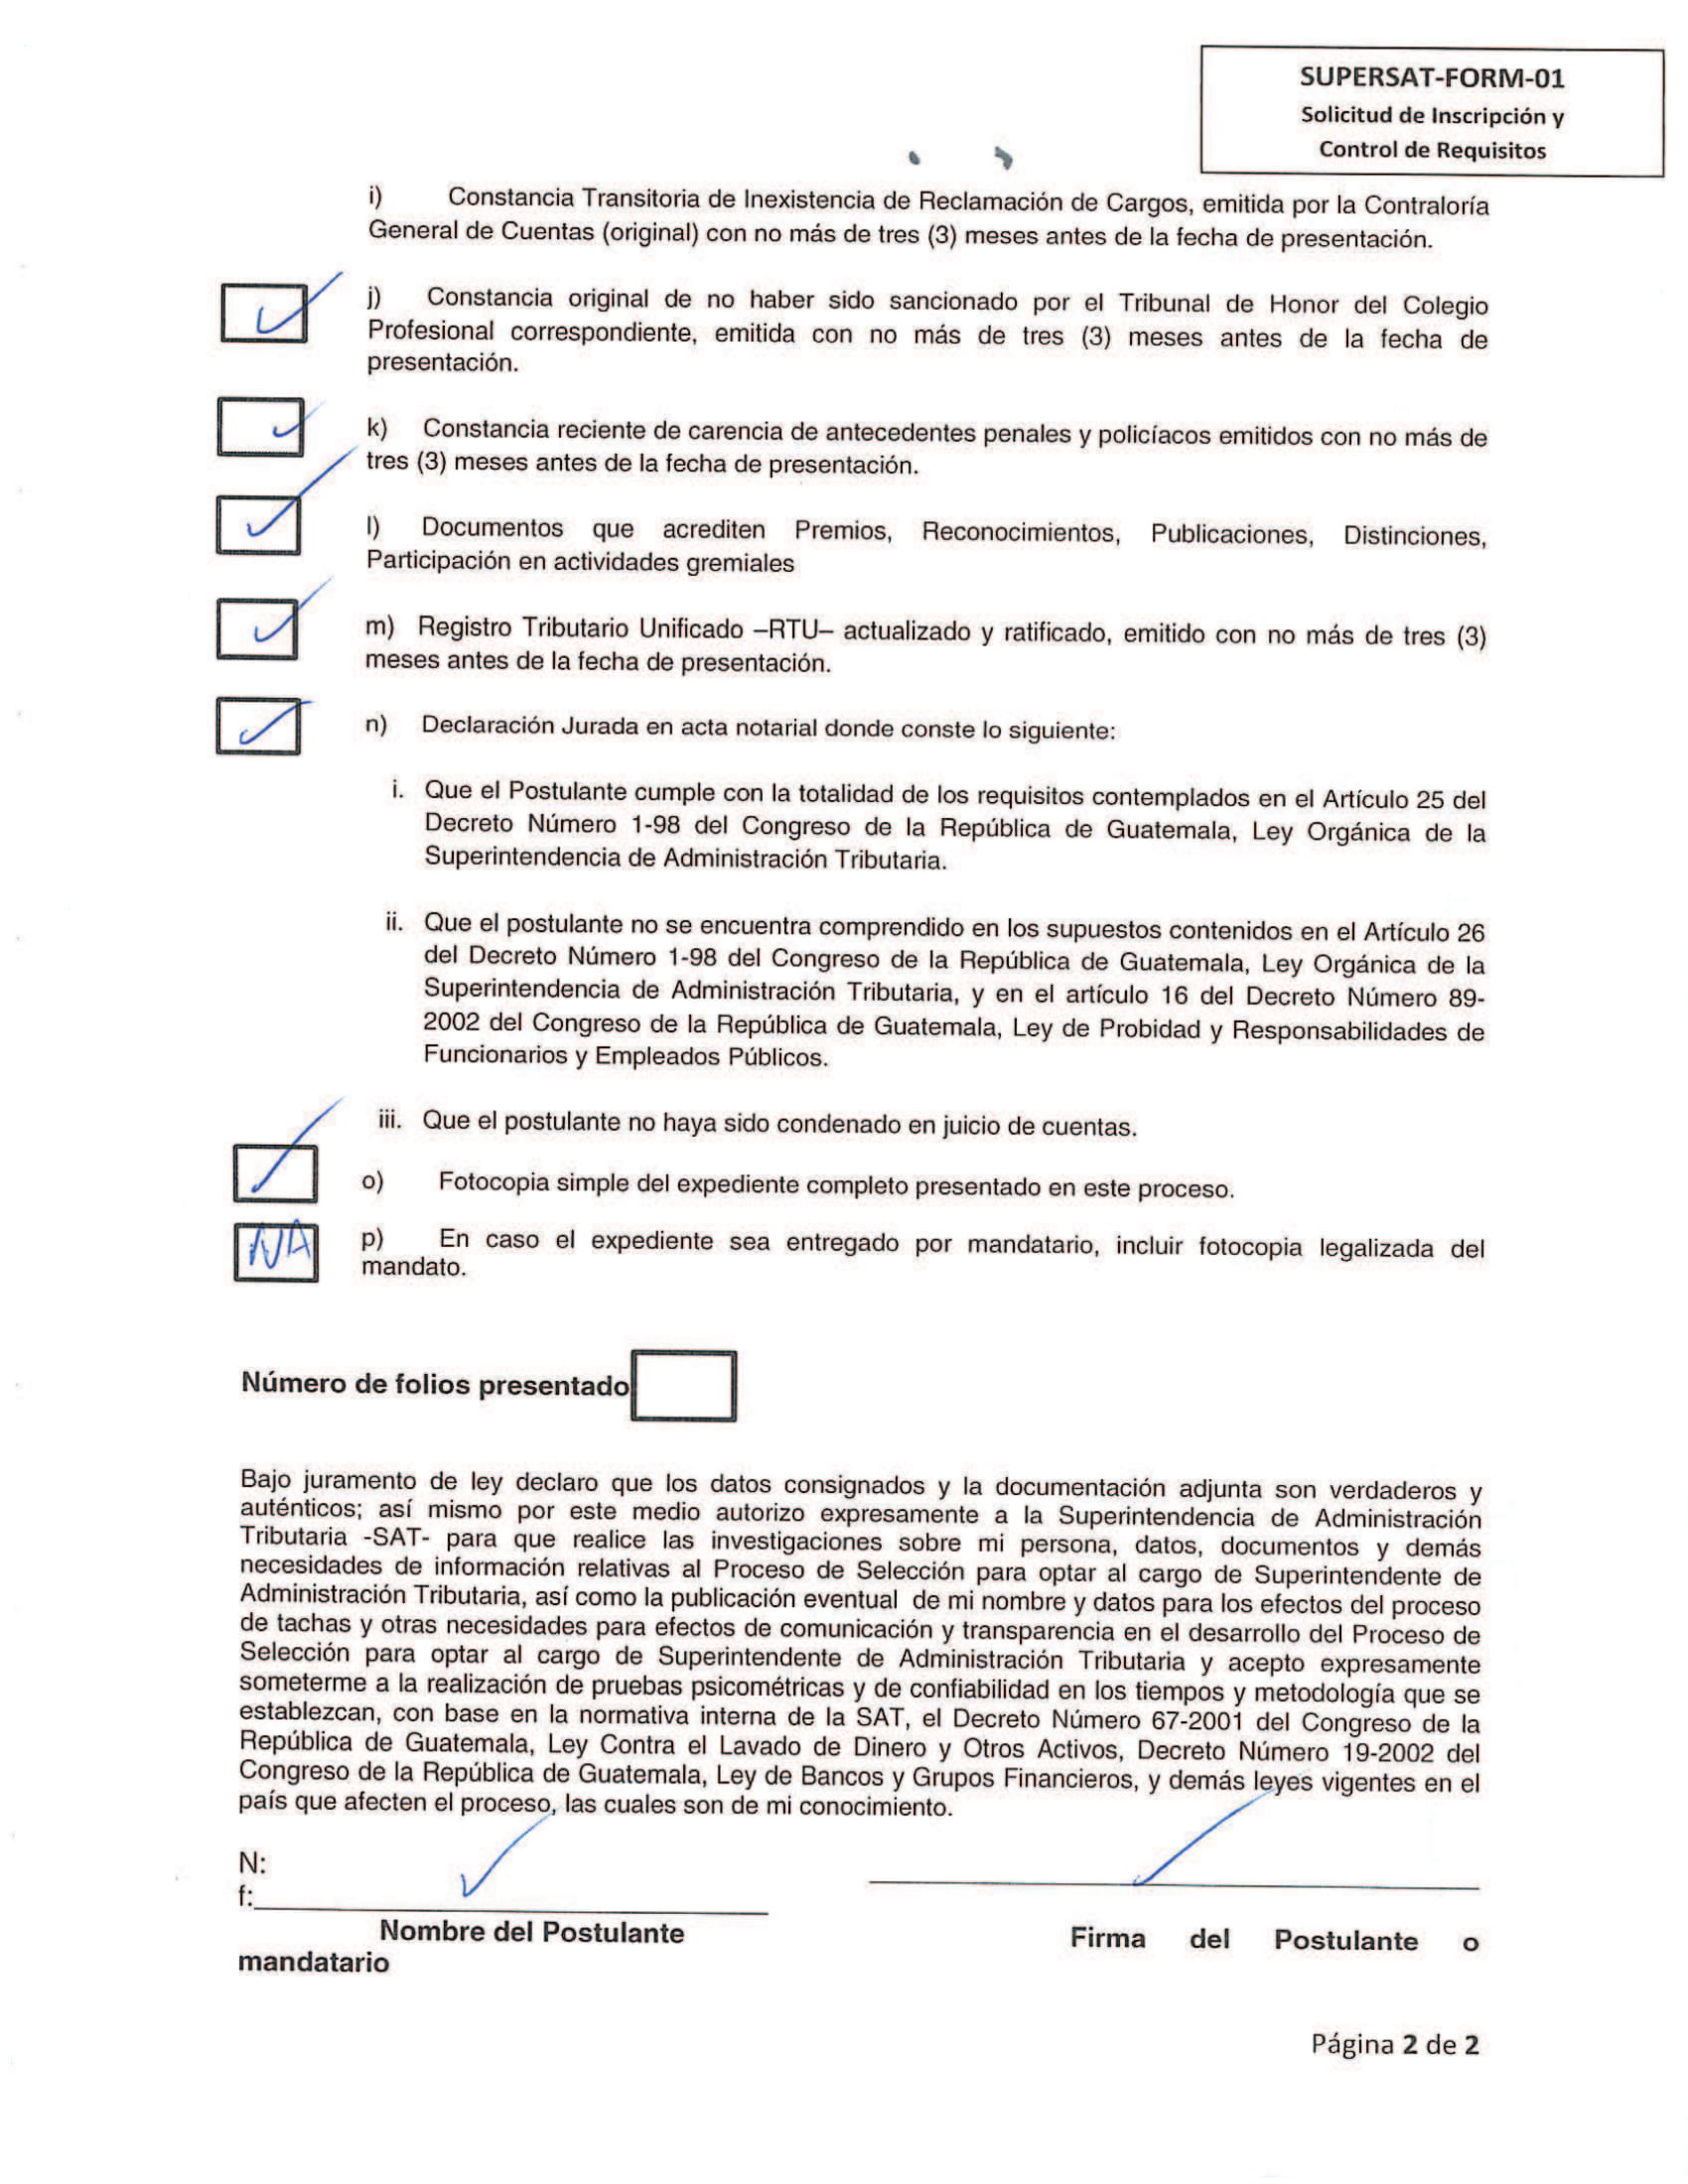 SUPERSAT-FORM-01
Solicitud de Inscripción y
Control de Requisitos
i) Constancia Transitoria de Inexistencia de Reclamación de Cargos, emitida por la Contraloría
General de Cuentas (original) con no más de tres (3) meses antes de la fecha de presentación.
j) Constancia original de no haber sido sancionado por el Tribunal de Honor del Colegio
Profesional correspondiente, emitida con no más de tres (3) meses antes de la fecha de
presentación.
k) Constancia reciente de carencia de antecedentes penales y policíacos emitidos con no más de
tres (3) meses antes de la fecha de presentación.
l) Documentos que acrediten Premios, Reconocimientos, Publicaciones, Distinciones,
Participación en actividades gremiales
m) Registro Tributario Unificado –RTU– actualizado y ratificado, emitido con no más de tres (3)
meses antes de la fecha de presentación.
n) Declaración Jurada en acta notarial donde conste lo siguiente:
i. Que el Postulante cumple con la totalidad de los requisitos contemplados en el Artículo 25 del
Decreto Número 1-98 del Congreso de la República de Guatemala, Ley Orgánica de la
Superintendencia de Administración Tributaria.
ii. Que el postulante no se encuentra comprendido en los supuestos contenidos en el Artículo 26
del Decreto Número 1-98 del Congreso de la República de Guatemala, Ley Orgánica de la
Superintendencia de Administración Tributaria, y en el artículo 16 del Decreto Número 89-
2002 del Congreso de la República de Guatemala, Ley de Probidad y Responsabilidades de
Funcionarios y Empleados Públicos.
iii. Que el postulante no haya sido condenado en juicio de cuentas.
o) Fotocopia simple del expediente completo presentado en este proceso.
NA p) En caso el expediente sea entregado por mandatario, incluir fotocopia legalizada del
mandato.
Número de folios presentado
Bajo juramento de ley declaro que los datos consignados y la documentación adjunta son verdaderos y
auténticos; así mismo por este medio autorizo expresamente a la Superintendencia de Administración
Tributaria -SAT- para que realice las investigaciones sobre mi persona, datos, documentos y demás
necesidades de información relativas al Proceso de Selección para optar al cargo de Superintendente de
Administración Tributaria, así como la publicación eventual de mi nombre y datos para los efectos del proceso
de tachas y otras necesidades para efectos de comunicación y transparencia en el desarrollo del Proceso de
Selección para optar al cargo de Superintendente de Administración Tributaria y acepto expresamente
someterme a la realización de pruebas psicométricas y de confiabilidad en los tiempos y metodología que se
establezcan, con base en la normativa interna de la SAT, el Decreto Número 67-2001 del Congreso de la
República de Guatemala, Ley Contra el Lavado de Dinero y Otros Activos, Decreto Número 19-2002 del
Congreso de la República de Guatemala, Ley de Bancos y Grupos Financieros, y demás leyes vigentes en el
país que afecten el proceso, las cuales son de mi conocimiento.
N:
f:
Nombre del Postulante Firma del Postulante o
mandatario
Página 2 de 2